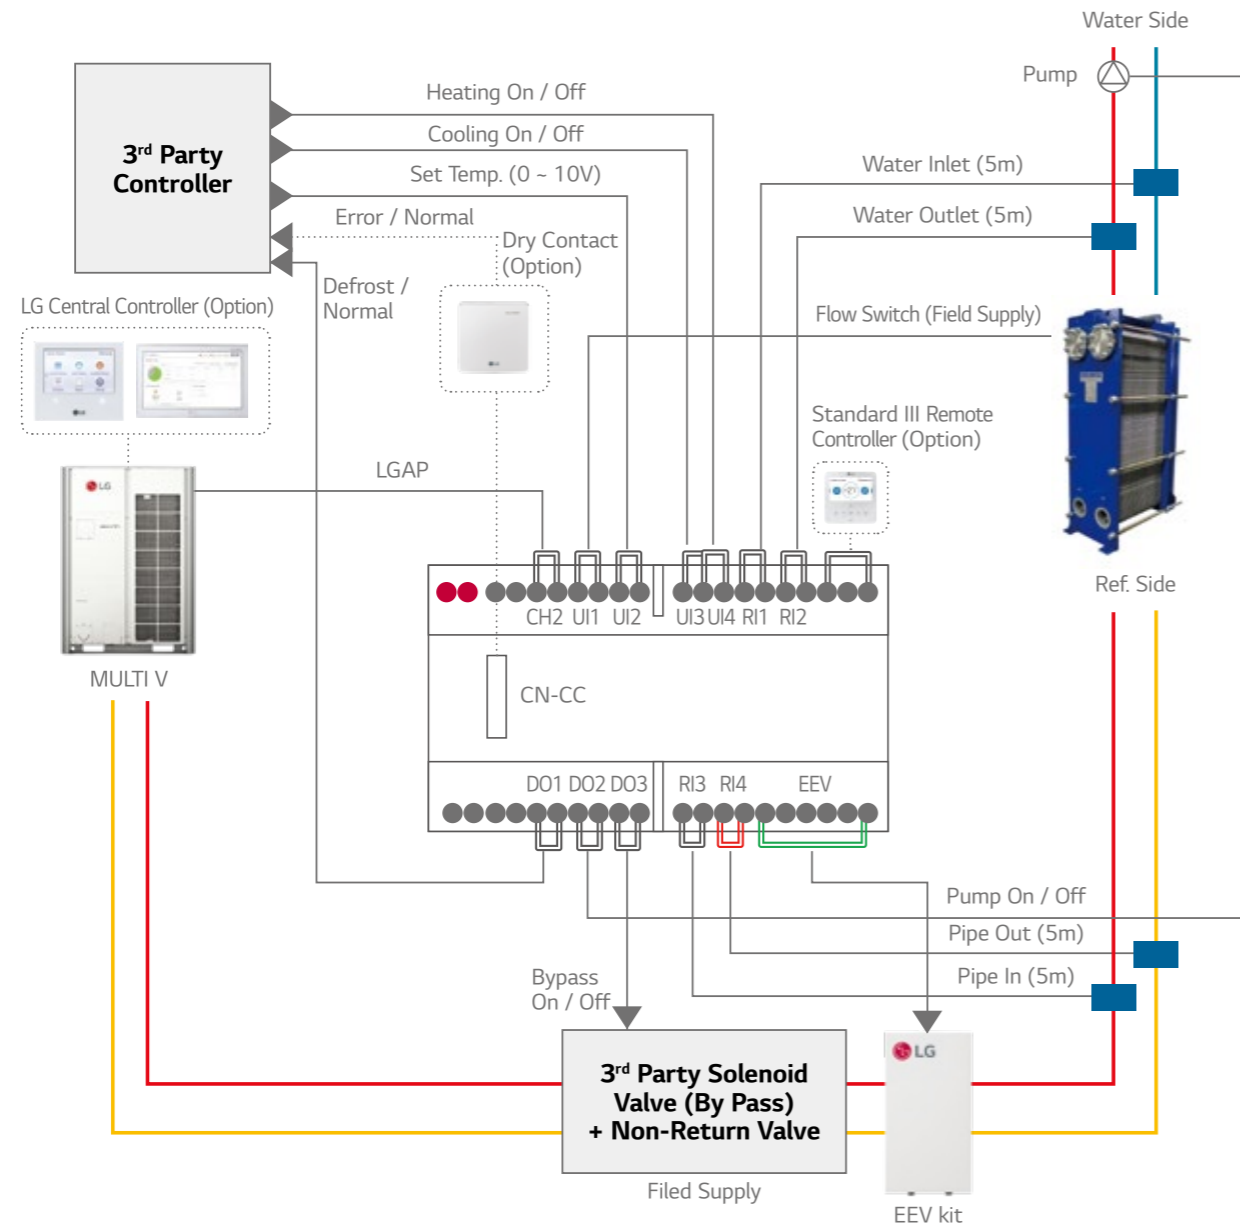 Water Side
Pump
Heating On / Off
Cooling On / Off
Set Temp. (0 ~ 10V)
3rd Party
Controller
Error / Normal
Dry Contact
(Option)
Defrost /
Normal
Water Inlet (5m)
Water Outlet (5m)
LG Central Controller (Option)
Flow Switch (Field Supply)
LG
LG
Standard III Remote
Controller (Option)
LGAP
LG
MULTI V
Ref. Side
CH2 UI1 UI2 UI3 UI4 RI1 RI2
CN-CC
DO1 DO2 DO3 RI3 RI4 EEV
Pump On / Off
Pipe Out (5m)
Pipe In (5m)
Bypass
On / Off
3rd Party Solenoid
Valve (By Pass)
+ Non-Return Valve
Filed Supply
LG
EEV kit